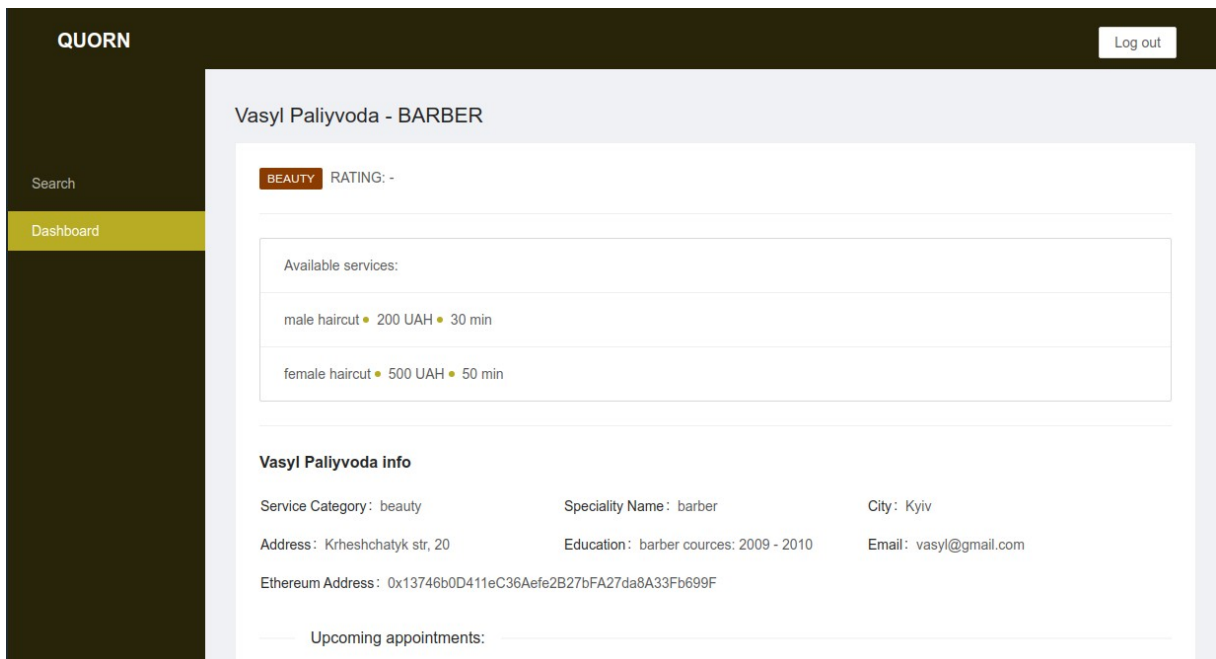 QUORN
Log out
Vasyl Paliyvoda - BARBER
Search
Dashboard
BEAUTY RATING: -
Available services:
male haircut • 200 UAH • 30 min
female haircut • 500 UAH • 50 min
Vasyl Paliyvoda info
Service Category: beauty Speciality Name: barber City: Kyiv
Address: Krheshchatyk str, 20 Education: barber cources: 2009 - 2010 Email: vasyl@gmail.com
Ethereum Address: 0x13746b0D411eC36Aefe2B27bFA27da8A33Fb699F
Upcoming appointments: